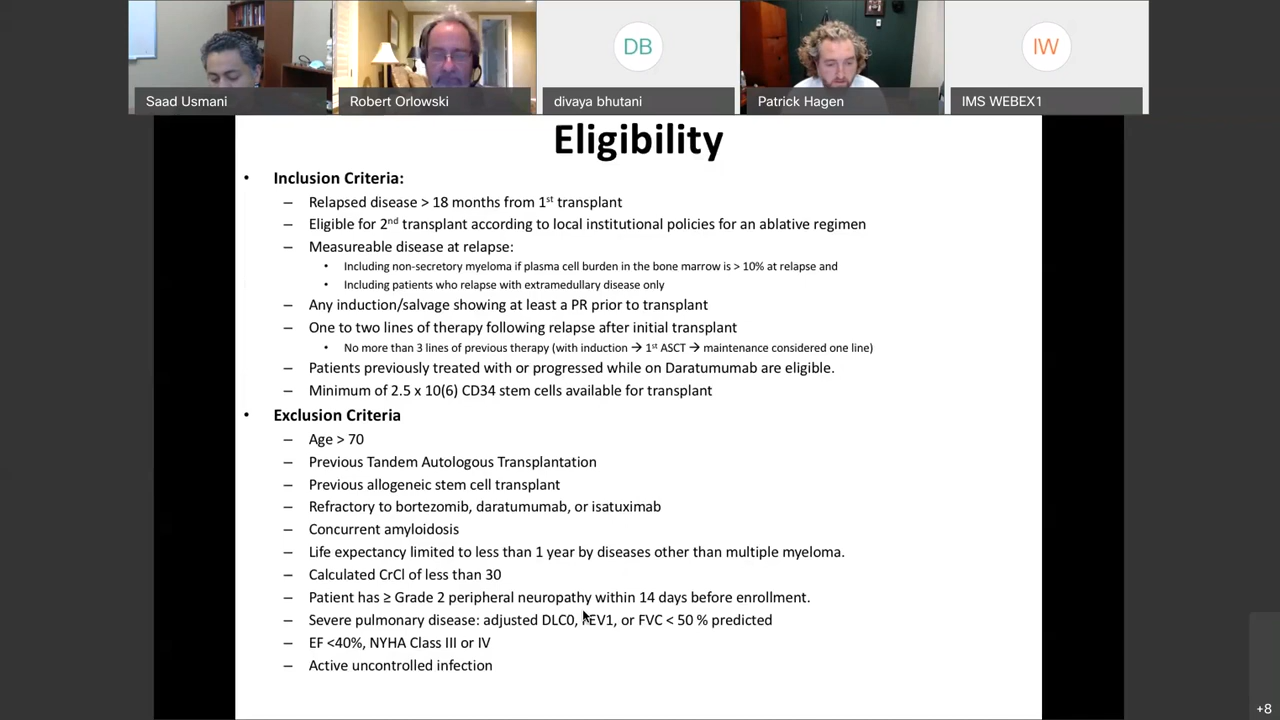 DB
IW
Saad Usmani
Robert Orlowski
divaya bhutani
Patrick Hagen
IMS WEBEX1
Eligibility
• Inclusion Criteria:
– Relapsed disease > 18 months from 1st transplant
– Eligible for 2nd transplant according to local institutional policies for an ablative regimen
– Measureable disease at relapse:
• Including non-secretory myeloma if plasma cell burden in the bone marrow is > 10% at relapse and
• Including patients who relapse with extramedullary disease only
– Any induction/salvage showing at least a PR prior to transplant
– One to two lines of therapy following relapse after initial transplant
• No more than 3 lines of previous therapy (with induction → 1st ASCT → maintenance considered one line)
– Patients previously treated with or progressed while on Daratumumab are eligible.
– Minimum of 2.5 x 10(6) CD34 stem cells available for transplant
• Exclusion Criteria
– Age > 70
– Previous Tandem Autologous Transplantation
– Previous allogeneic stem cell transplant
– Refractory to bortezomib, daratumumab, or isatuximab
– Concurrent amyloidosis
– Life expectancy limited to less than 1 year by diseases other than multiple myeloma.
– Calculated CrCl of less than 30
– Patient has ≥ Grade 2 peripheral neuropathy within 14 days before enrollment.
– Severe pulmonary disease: adjusted DLC0, FEV1, or FVC < 50 % predicted
– EF <40%, NYHA Class III or IV
– Active uncontrolled infection
+8